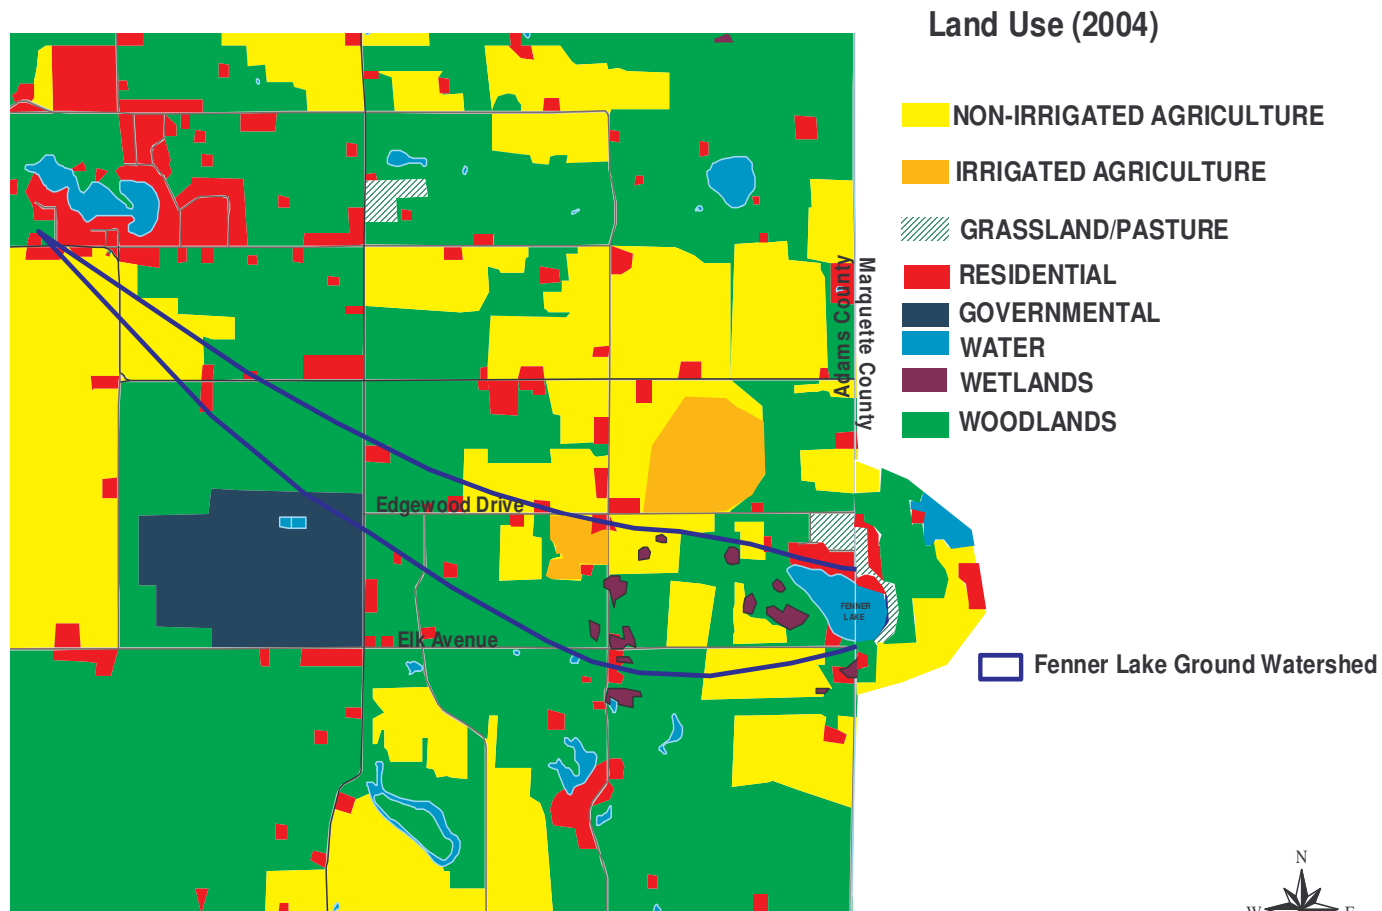 Land Use (2004)
NON-IRRIGATED AGRICULTURE
IRRIGATED AGRICULTURE
GRASSLAND/PASTURE
RESIDENTIAL
GOVERNMENTAL
WATER
WETLANDS
WOODLANDS
Adams County
Marquette County
Edgewood Drive
FENNER
LAKE
Elk Avenue
Fenner Lake Ground Watershed
N
W
E